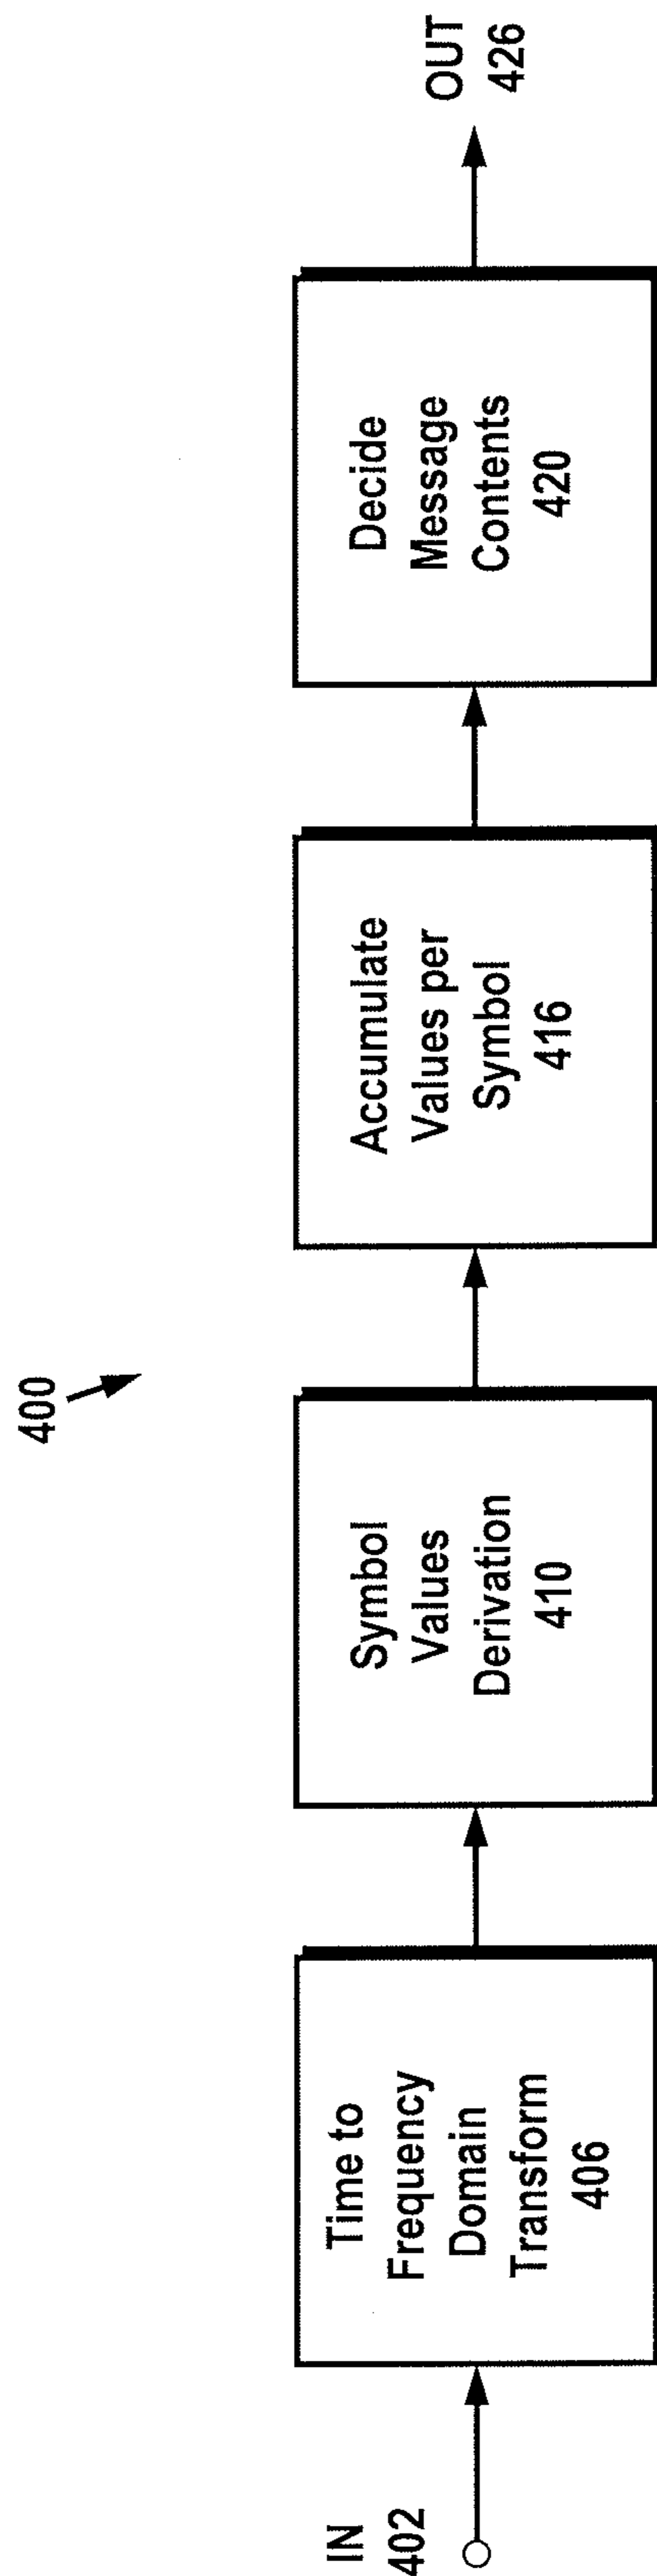 400
IN
402
Time to
Frequency
Domain
Transform
406
Symbol
Values
Derivation
410
Accumulate
Values per
Symbol
416
Decide
Message
Contents
420
OUT
426